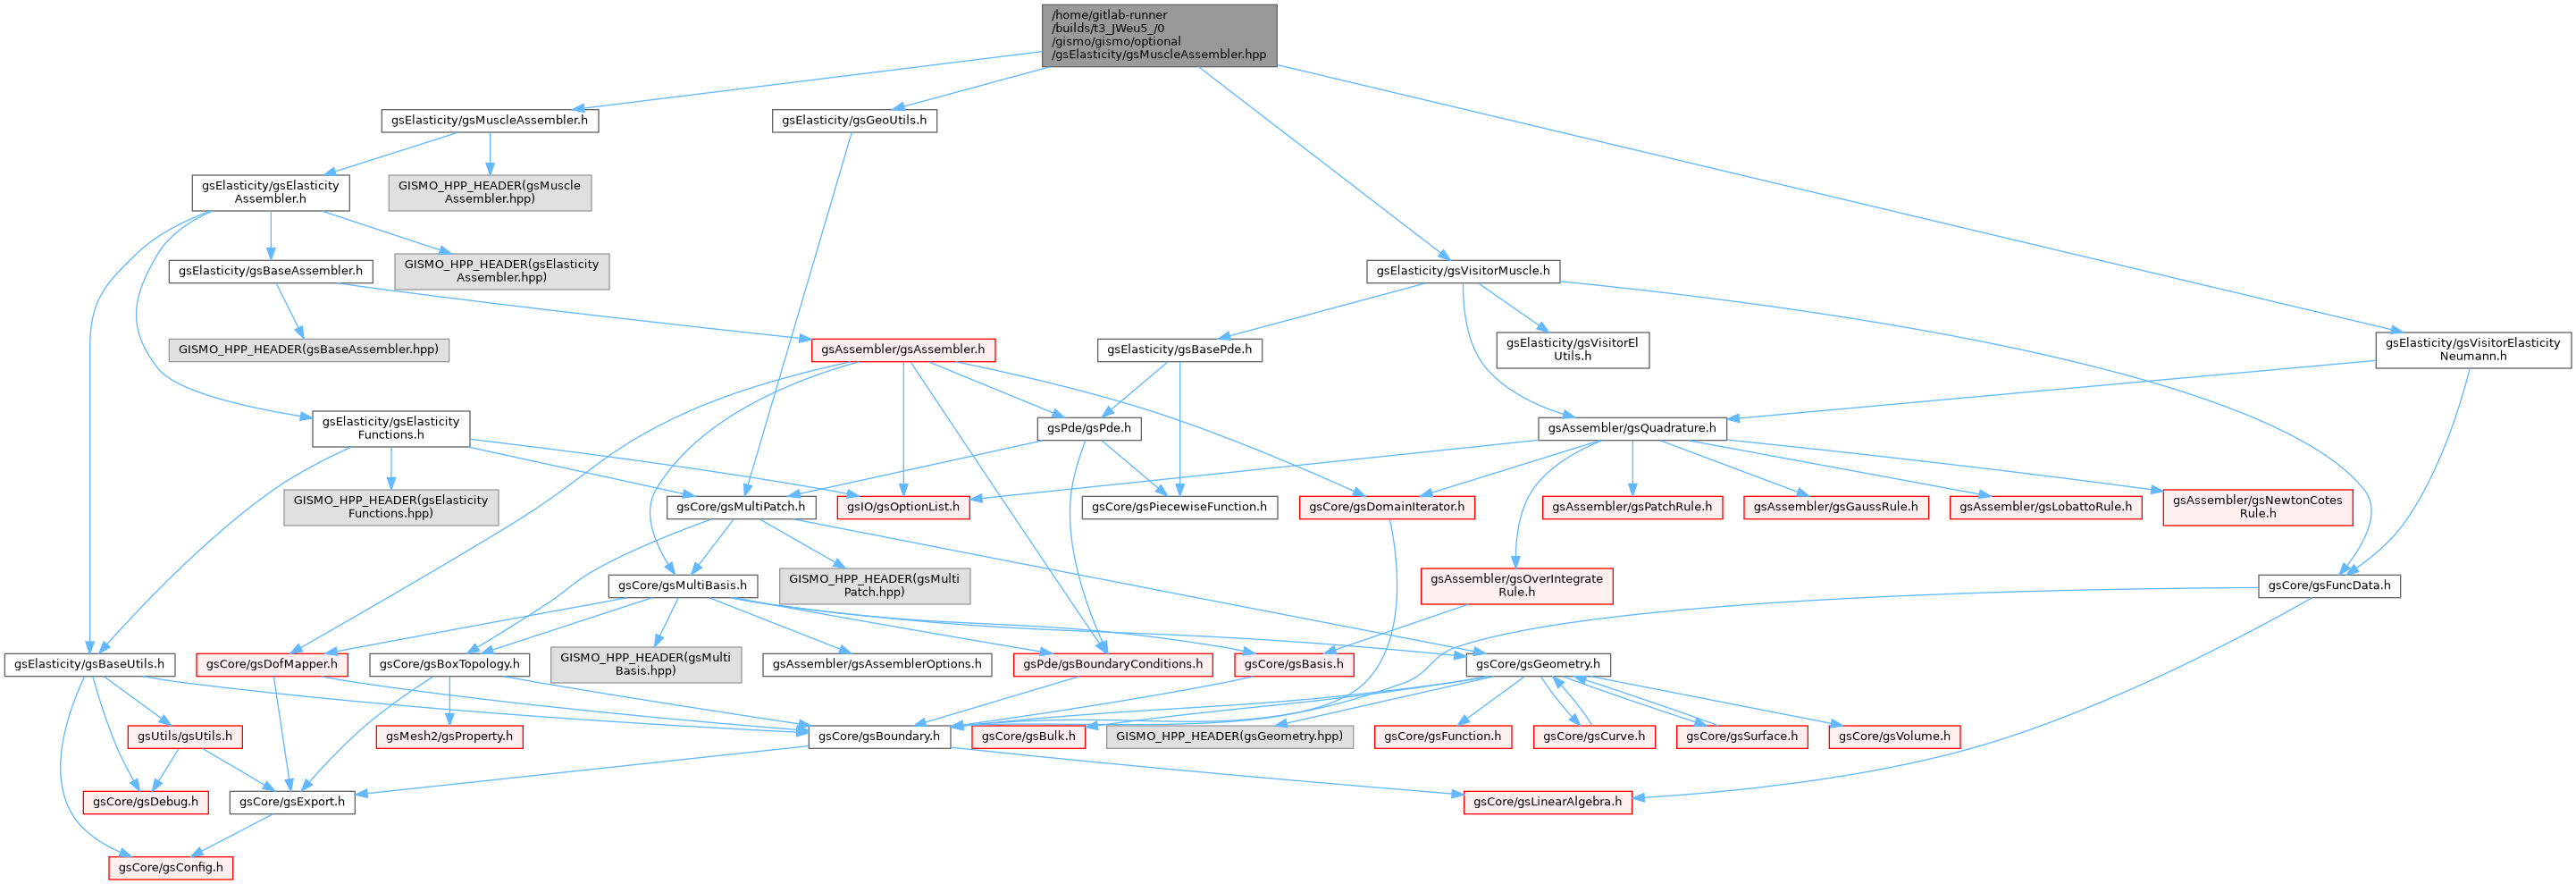 /home/gitlab-runner
/builds/t3_JWeu5_/0
/gismo/gismo/optional
/gsElasticity/gsMuscleAssembler.hpp
gsElasticity/gsMuscleAssembler.h
gsElasticity/gsGeoUtils.h
gsElasticity/gsElasticity
Assembler.h
GISMO_HPP_HEADER(gsMuscle
Assembler.hpp)
gsElasticity/gsBaseAssembler.h
GISMO_HPP_HEADER(gsElasticity
Assembler.hpp)
gsElasticity/gsVisitorMuscle.h
GISMO_HPP_HEADER(gsBaseAssembler.hpp)
gsAssembler/gsAssembler.h
gsElasticity/gsBasePde.h
gsElasticity/gsVisitorEl
Utils.h
gsElasticity/gsVisitorElasticity
Neumann.h
gsElasticity/gsElasticity
Functions.h
gsPde/gsPde.h
gsAssembler/gsQuadrature.h
GISMO_HPP_HEADER(gsElasticity
Functions.hpp)
gsCore/gsMultiPatch.h
gsIO/gsOptionList.h
gsCore/gsPiecewiseFunction.h
gsCore/gsDomainIterator.h
gsAssembler/gsPatchRule.h
gsAssembler/gsGaussRule.h
gsAssembler/gsLobattoRule.h
gsAssembler/gsNewtonCotes
Rule.h
gsCore/gsMultiBasis.h
GISMO_HPP_HEADER(gsMulti
Patch.hpp)
gsAssembler/gsOverIntegrate
Rule.h
gsCore/gsFuncData.h
gsElasticity/gsBaseUtils.h
gsCore/gsDofMapper.h
gsCore/gsBoxTopology.h
GISMO_HPP_HEADER(gsMulti
Basis.hpp)
gsAssembler/gsAssemblerOptions.h
gsPde/gsBoundaryConditions.h
gsCore/gsBasis.h
gsCore/gsGeometry.h
gsUtils/gsUtils.h
gsMesh2/gsProperty.h
gsCore/gsBoundary.h
gsCore/gsBulk.h
GISMO_HPP_HEADER(gsGeometry.hpp)
gsCore/gsFunction.h
gsCore/gsCurve.h
gsCore/gsSurface.h
gsCore/gsVolume.h
gsCore/gsDebug.h
gsCore/gsExport.h
gsCore/gsLinearAlgebra.h
gsCore/gsConfig.h